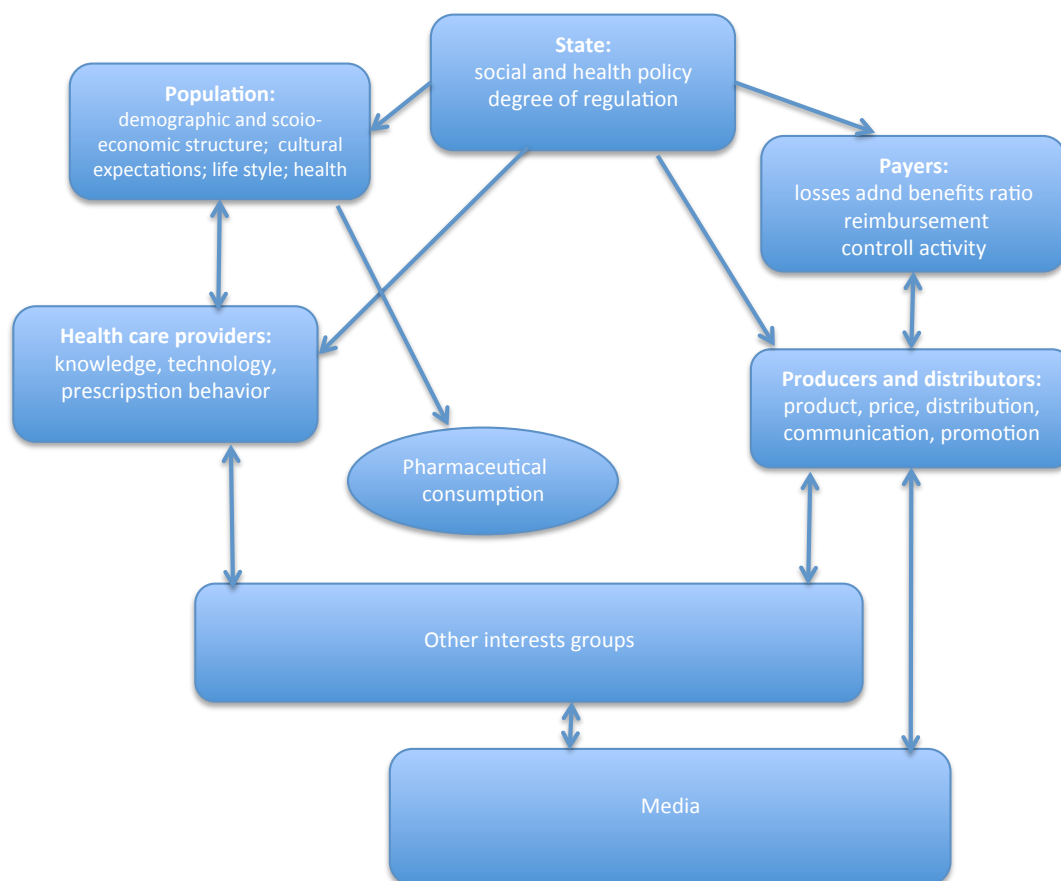 State:
social and health policy
degree of regulation
Population:
demographic and scoio-
economic structure; cultural
expectations; life style; health
Payers:
losses adnd benefits ratio
reimbursement
controll activity
Health care providers:
knowledge, technology,
prescripstion behavior
Producers and distributors:
product, price, distribution,
communication, promotion
Pharmaceutical
consumption
Other interests groups
Media